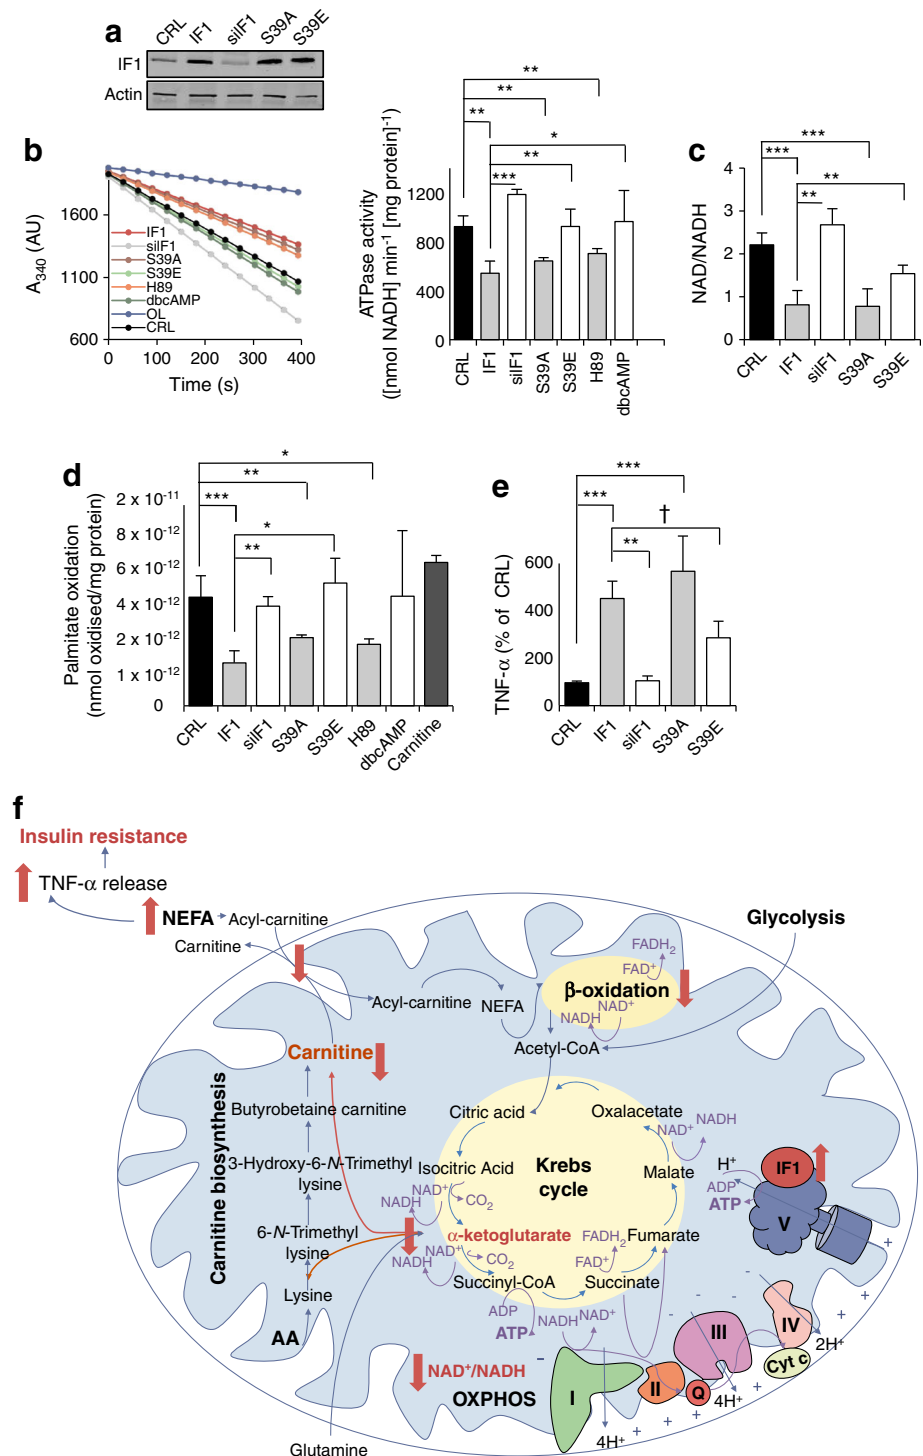 a
CRL IF1 siIF1 S39A S39E
IF1
Actin
b
A340 (AU)
1600
1100
600
IF1
siIF1
S39A
S39E
H89
dbcAMP
OL
CRL
0 100 200 300 400
Time (s)
ATPase activity
([nmol NADH] min-1 [mg protein]-1)
** 
**
**
*
**
***
1200
800
400
0
CRL IF1 siIF1 S39A S39E H89 dbcAMP
c
NAD/NADH
***
***
**
**
4
3
2
1
0
CRL IF1 siIF1 S39A S39E
d
Palmitate oxidation
(nmol oxidised/mg protein)
*
**
***
*
**
2 x 10-11
8 x 10-12
6 x 10-12
4 x 10-12
2 x 10-12
1 x 10-12
0
CRL IF1 siIF1 S39A S39E H89 dbcAMP Carnitine
e
TNF-α (% of CRL)
***
***
†
**
600
400
200
0
CRL IF1 siIF1 S39A S39E
f
Insulin resistance
TNF-α release
NEFA Acyl-carnitine
Carnitine
Glycolysis
FADH2
FAD+
β-oxidation
NAD+
NADH
Acyl-carnitine NEFA
Acetyl-CoA
Carnitine
Carnitine biosynthesis
Butyrobetaine carnitine
3-Hydroxy-6-N-Trimethyl
lysine
6-N-Trimethyl
lysine
Lysine
AA
Krebs
cycle
Citric acid
Oxalacetate
NAD+ NADH
Isocitric Acid
Malate
NAD+
NADH
CO2
α-ketoglutarate
FADH2 Fumarate
NAD+
NADH
CO2
FAD+
Succinyl-CoA Succinate
ADP
ATP
NADH NAD+
H+
IF1
ADP
ATP
V
+
NAD+/NADH
OXPHOS
-
I
II
Q
III
- - -
-
IV
Cyt c
2H+
4H+
4H+
+ + + + + + +
Glutamine